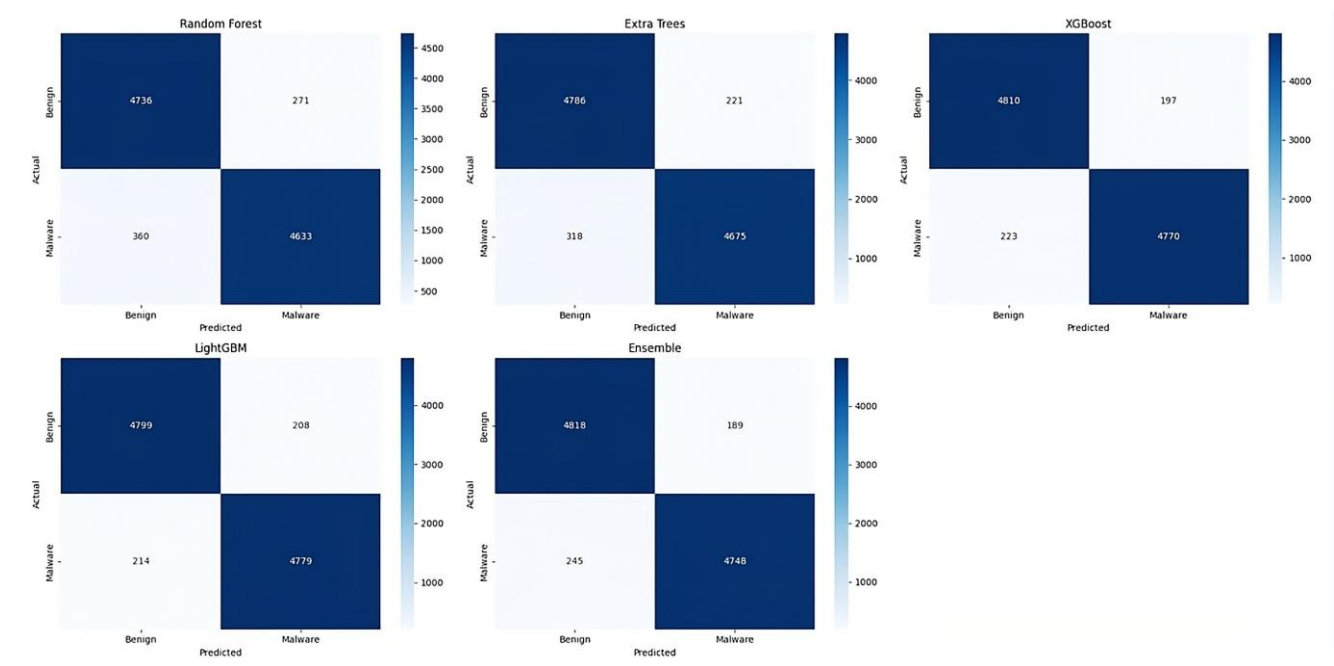 Random Forest
Benign
4736
271
Actual
Malware
360
4633
Benign
Malware
Predicted
4500
4000
3500
3000
2500
2000
1500
1000
500
Extra Trees
Benign
4786
221
Actual
Malware
318
4675
Benign
Malware
Predicted
4000
3000
2000
1000
XGBoost
Benign
4810
197
Actual
Malware
223
4770
Benign
Malware
Predicted
4000
3000
2000
1000
LightGBM
Benign
4799
208
Actual
Malware
214
4779
Benign
Malware
Predicted
4000
3000
2000
1000
Ensemble
Benign
4818
189
Actual
Malware
245
4748
Benign
Malware
Predicted
4000
3000
2000
1000